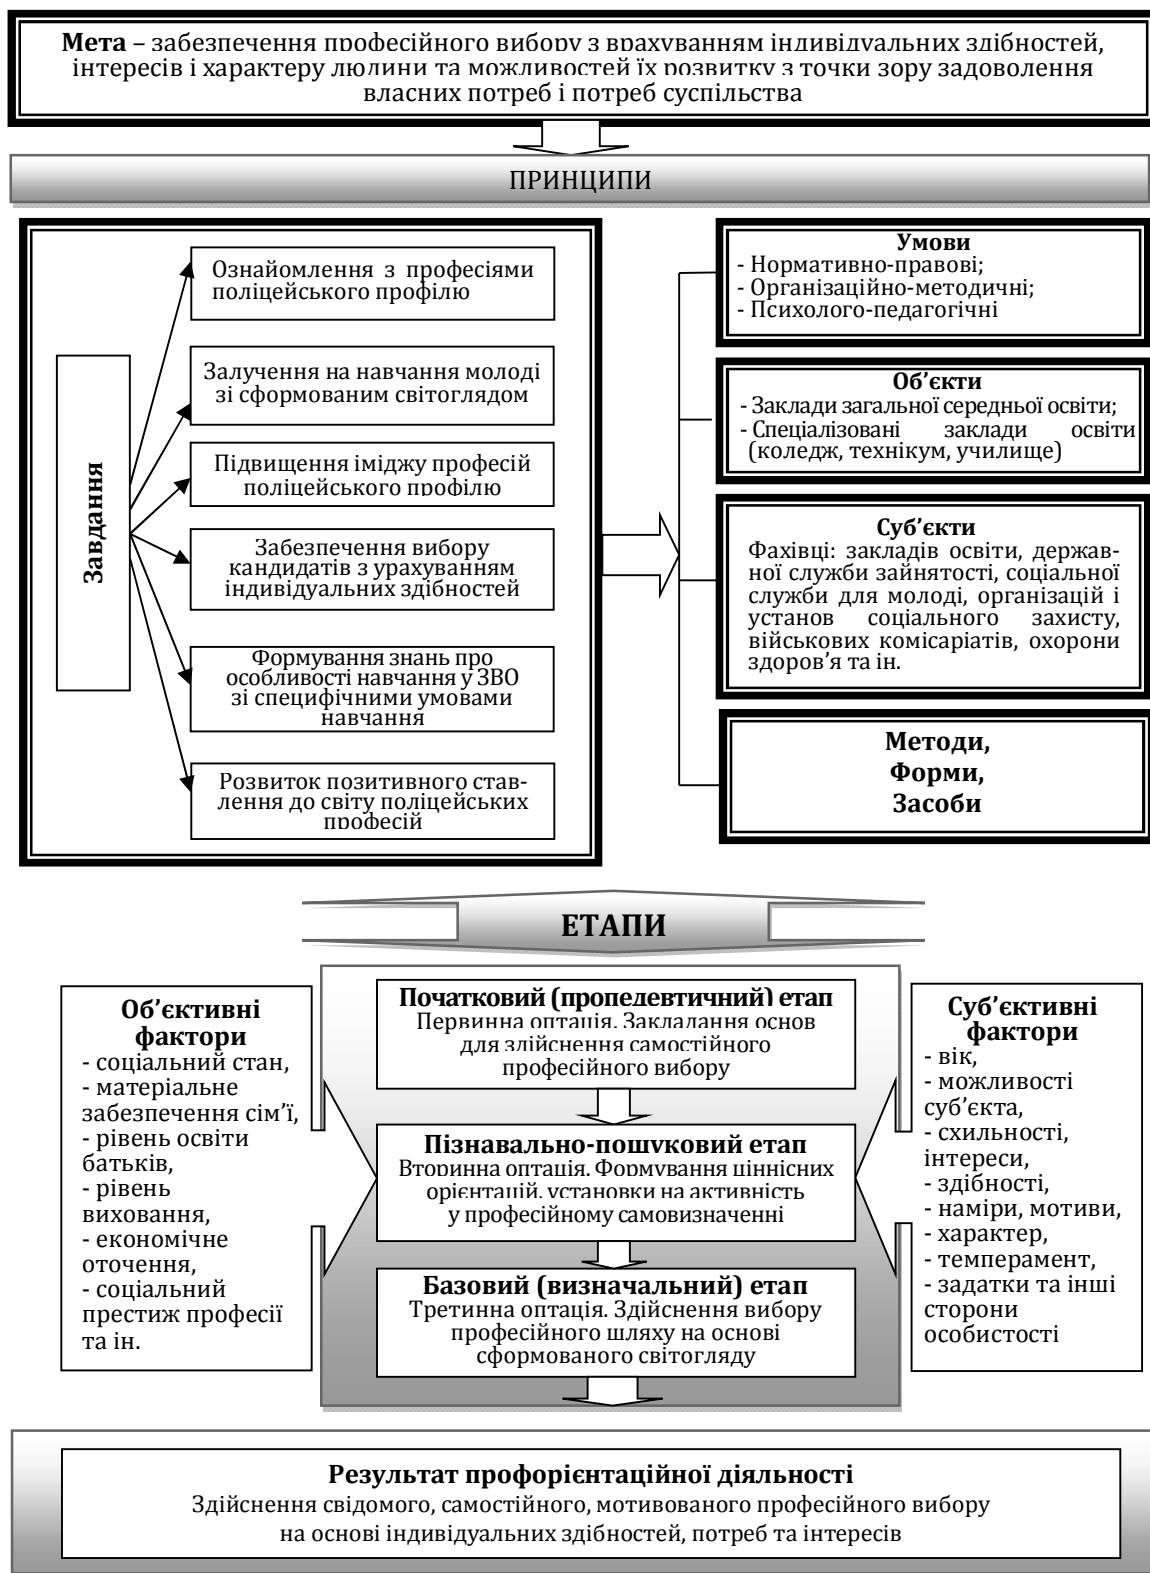 Мета – забезпечення професійного вибору з врахуванням індивідуальних здібностей,
інтересів і характеру людини та можливостей їх розвитку з точки зору задоволення
власних потреб і потреб суспільства
ПРИНЦИПИ
Завдання
Ознайомлення з професіями
поліцейського профілю
Залучення на навчання молоді
зі сформованим світоглядом
Підвищення іміджу професій
поліцейського профілю
Забезпечення вибору
кандидатів з урахуванням
індивідуальних здібностей
Формування знань про
особливості навчання у ЗВО
зі специфічними умовами
навчання
Розвиток позитивного став-
лення до світу поліцейських
професій
Умови
- Нормативно-правові;
- Організаційно-методичні;
- Психолого-педагогічні
Об’єкти
- Заклади загальної середньої освіти;
- Спеціалізовані заклади освіти
(коледж, технікум, училище)
Суб’єкти
Фахівці: закладів освіти, держав-
ної служби зайнятості, соціальної
служби для молоді, організацій і
установ соціального захисту,
військових комісаріатів, охорони
здоров’я та ін.
Методи,
Форми,
Засоби
ЕТАПИ
Об’єктивні
фактори
- соціальний стан,
- матеріальне
забезпечення сім’ї,
- рівень освіти
батьків,
- рівень
виховання,
- економічне
оточення,
- соціальний
престиж професії
та ін.
Початковий (пропедевтичний) етап
Первинна оптація. Закладання основ
для здійснення самостійного
професійного вибору
Пізнавально-пошуковий етап
Вторинна оптація. Формування ціннісних
орієнтацій, установки на активність
у професійному самовизначенні
Базовий (визначальний) етап
Третинна оптація. Здійснення вибору
професійного шляху на основі
сформованого світогляду
Суб’єктивні
фактори
- вік,
- можливості
суб’єкта,
- схильності,
інтереси,
- здібності,
- наміри, мотиви,
- характер,
- темперамент,
- задатки та інші
сторони
особистості
Результат профорієнтаційної діяльності
Здійснення свідомого, самостійного, мотивованого професійного вибору
на основі індивідуальних здібностей, потреб та інтересів